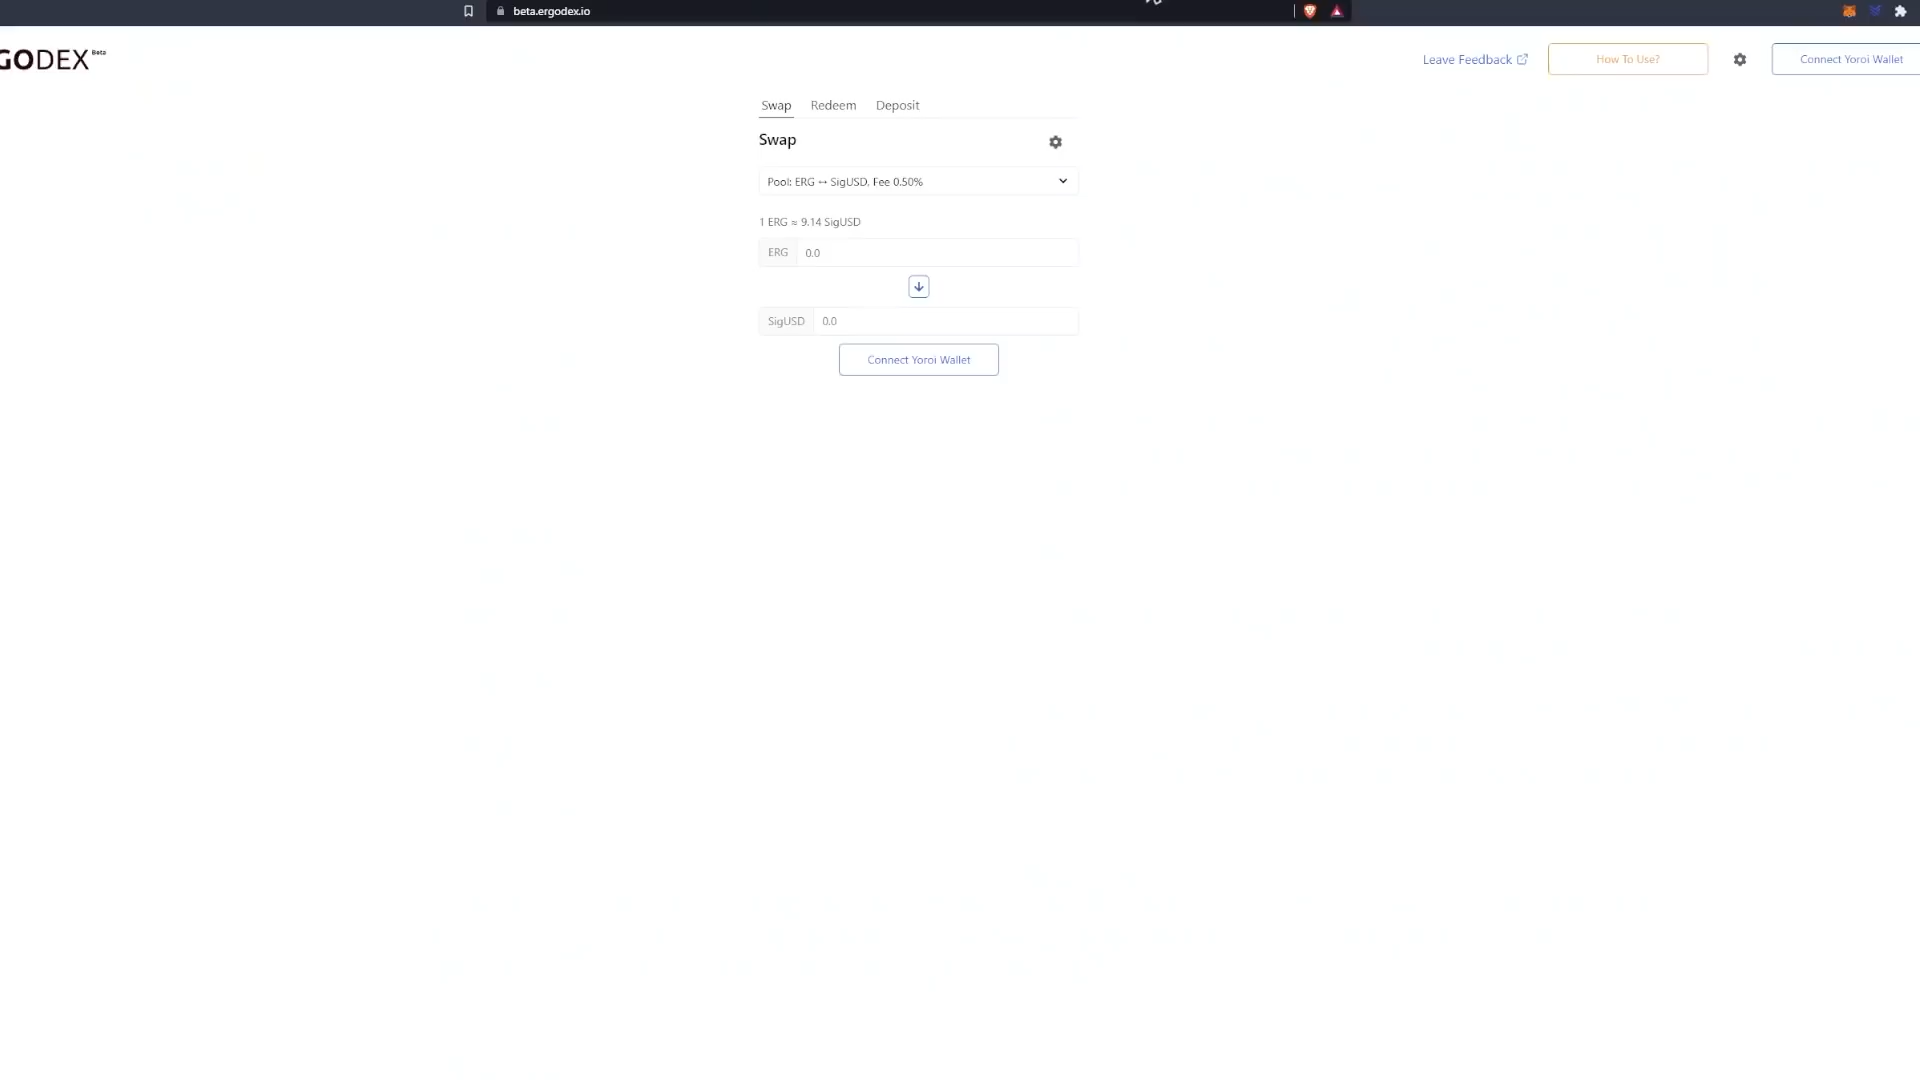 beta.ergodex.io
GODEX Beta
Leave Feedback
How To Use?
Connect Yoroi Wallet
Swap Redeem Deposit
Swap
Pool: ERG ↔ SigUSD, Fee 0.50%
1 ERG ≈ 9.14 SigUSD
ERG 0.0
SigUSD 0.0
Connect Yoroi Wallet